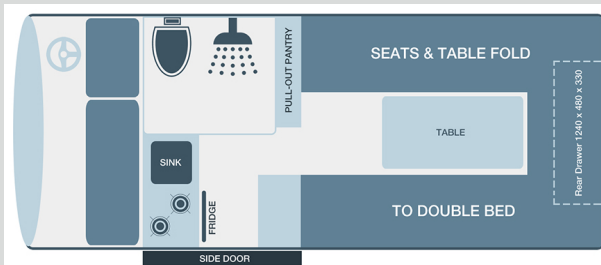 PULL-OUT PANTRY
SEATS & TABLE FOLD
TABLE
Rear Drawer 1240 x 480 x 330
SINK
FRIDGE
TO DOUBLE BED
SIDE DOOR